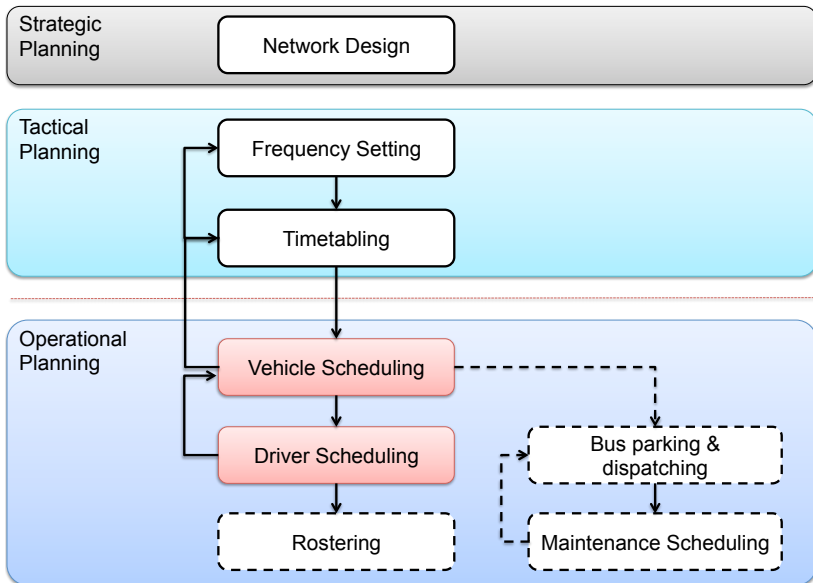 Strategic
Planning
Network Design
Tactical
Planning
Frequency Setting
Timetabling
Operational
Planning
Vehicle Scheduling
Driver Scheduling
Bus parking &
dispatching
Rostering
Maintenance Scheduling